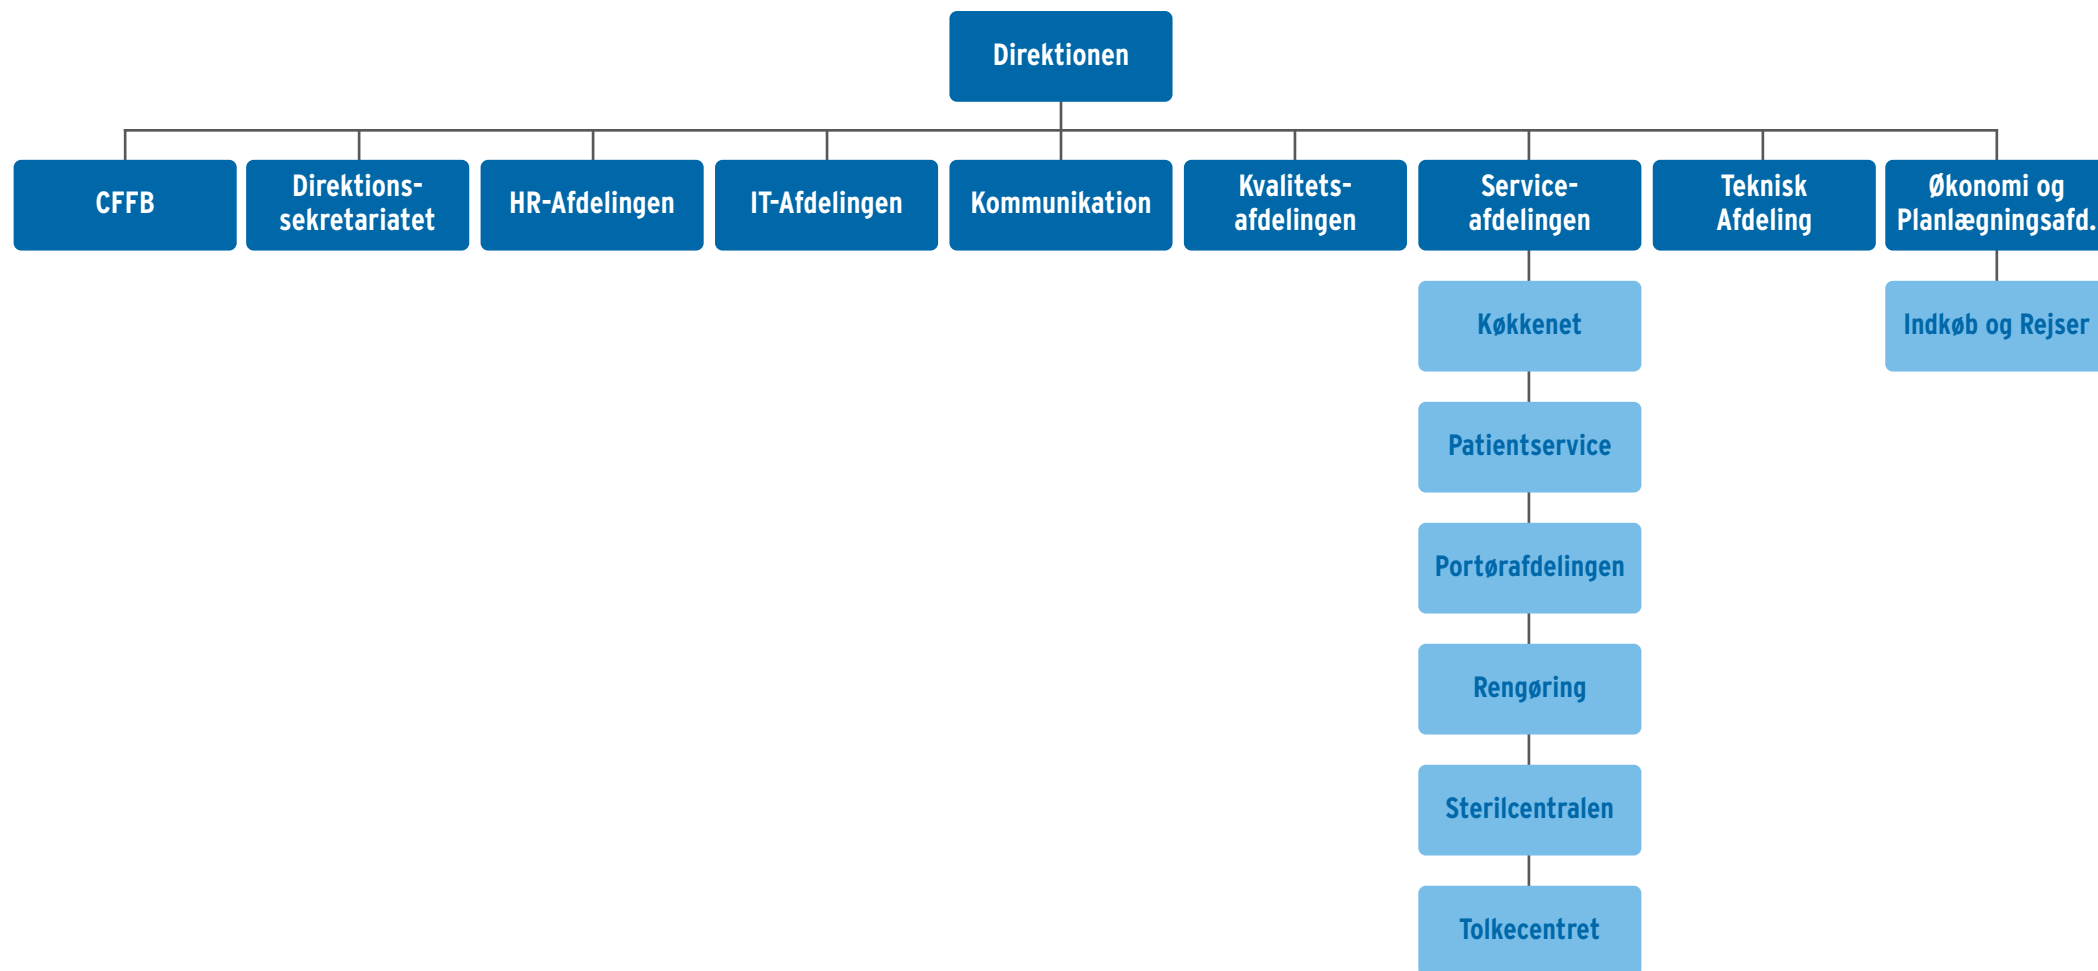 Direktionen
CFFB
Direktions-
sekretariatet
HR-Afdelingen
IT-Afdelingen
Kommunikation
Kvalitets-
afdelingen
Service-
afdelingen
Teknisk
Afdeling
Økonomi og
Planlægningsafd.
Køkkenet
Indkøb og Rejser
Patientservice
Portørafdelingen
Rengøring
Sterilcentralen
Tolkecentret